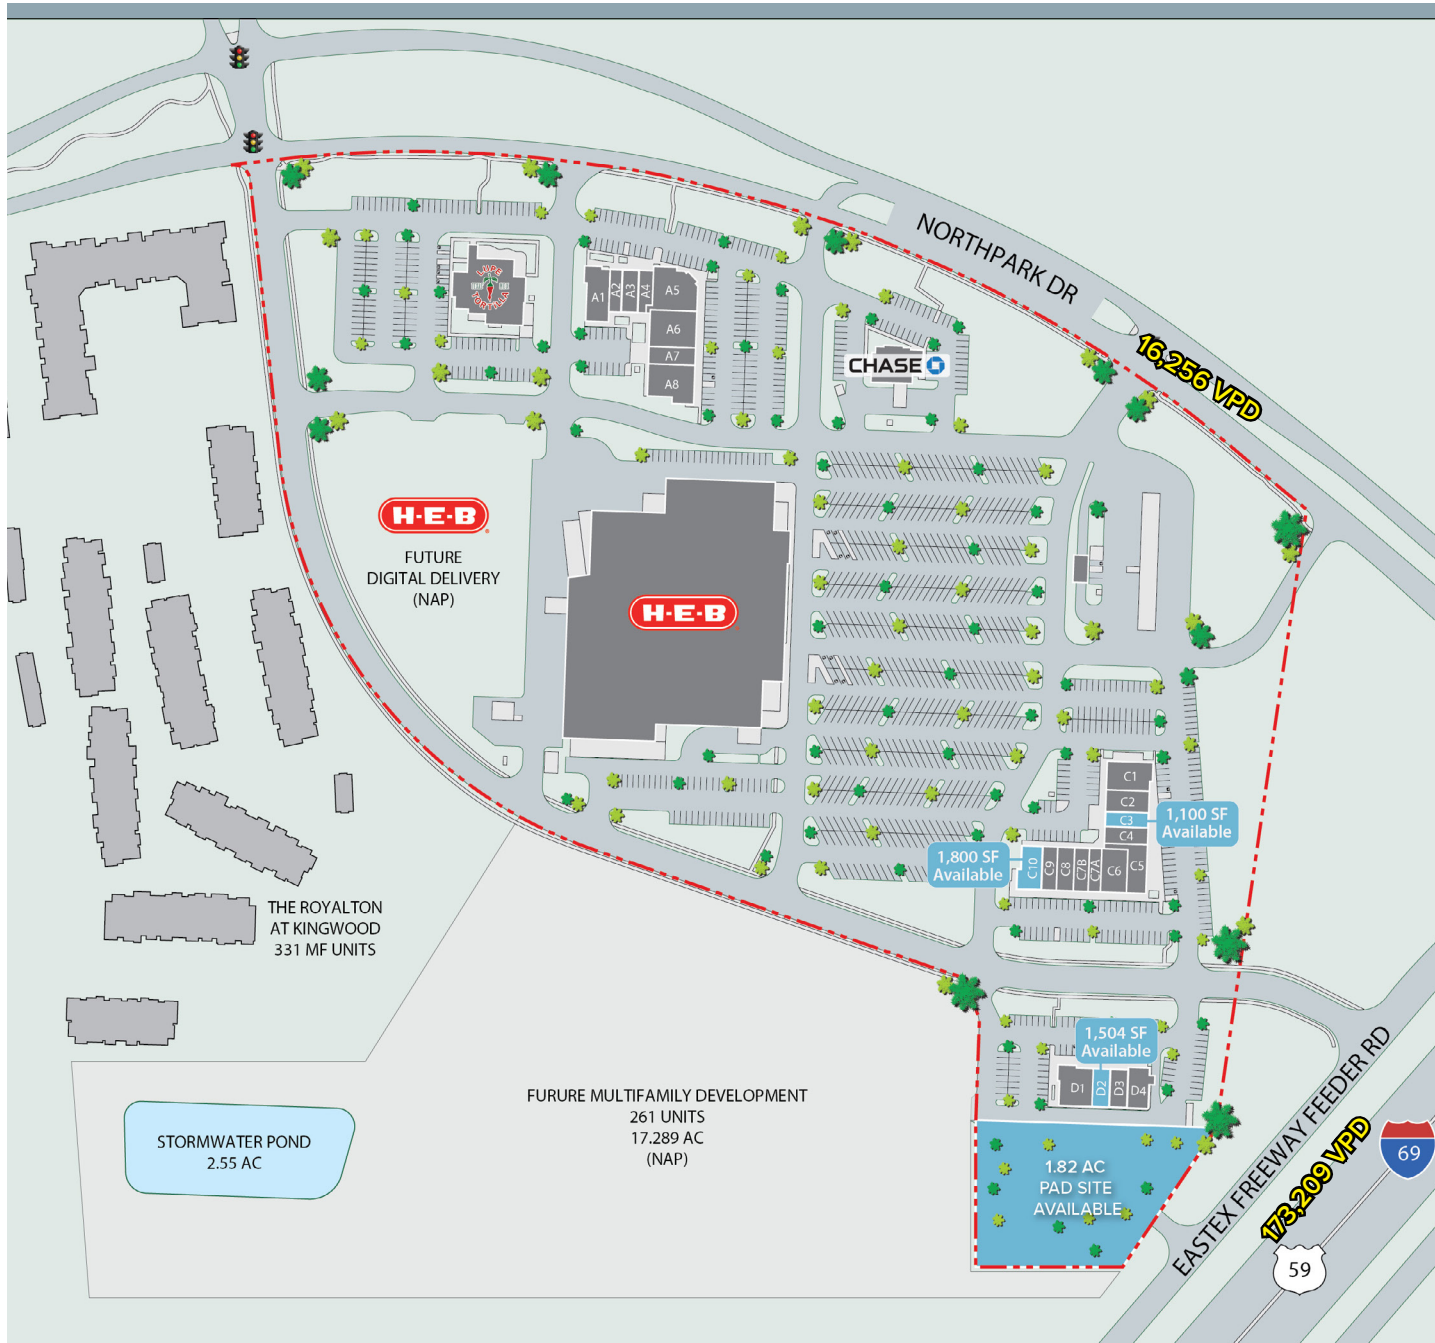 NORTHPARK DR
16,256 VPD
LUPE
TORTILLA
A1
A2
A3
A4
A5
A6
A7
A8
CHASE
H-E-B
FUTURE
DIGITAL DELIVERY
(NAP)
H-E-B
C1
C2
C3
1,100 SF
Available
C4
1,800 SF
Available
C10
C9
C8
C7B
C7A
C6
C5
THE ROYALTON
AT KINGWOOD
331 MF UNITS
1,504 SF
Available
D1
D2
D3
D4
FURURE MULTIFAMILY DEVELOPMENT
261 UNITS
17.289 AC
(NAP)
STORMWATER POND
2.55 AC
1.82 AC
PAD SITE
AVAILABLE
EASTEX FREEWAY FEEDER RD
173,209 VPD
69
59